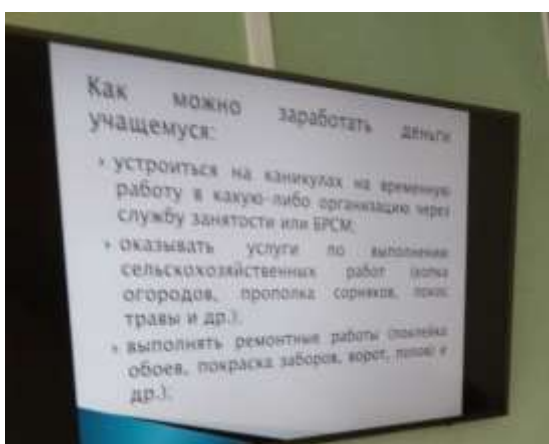 Как можно заработать деньги
учащемуся:
устроиться на каникулах на временную
работу в какую-либо организацию через
службу занятости или БРСМ;
оказывать услуги по выполнению
сельскохозяйственных работ (копка
огородов, прополка сорняков, покос
травы и др.);
выполнять ремонтные работы (поклейка
обоев, покраска заборов, ворот, полов) и
др.);